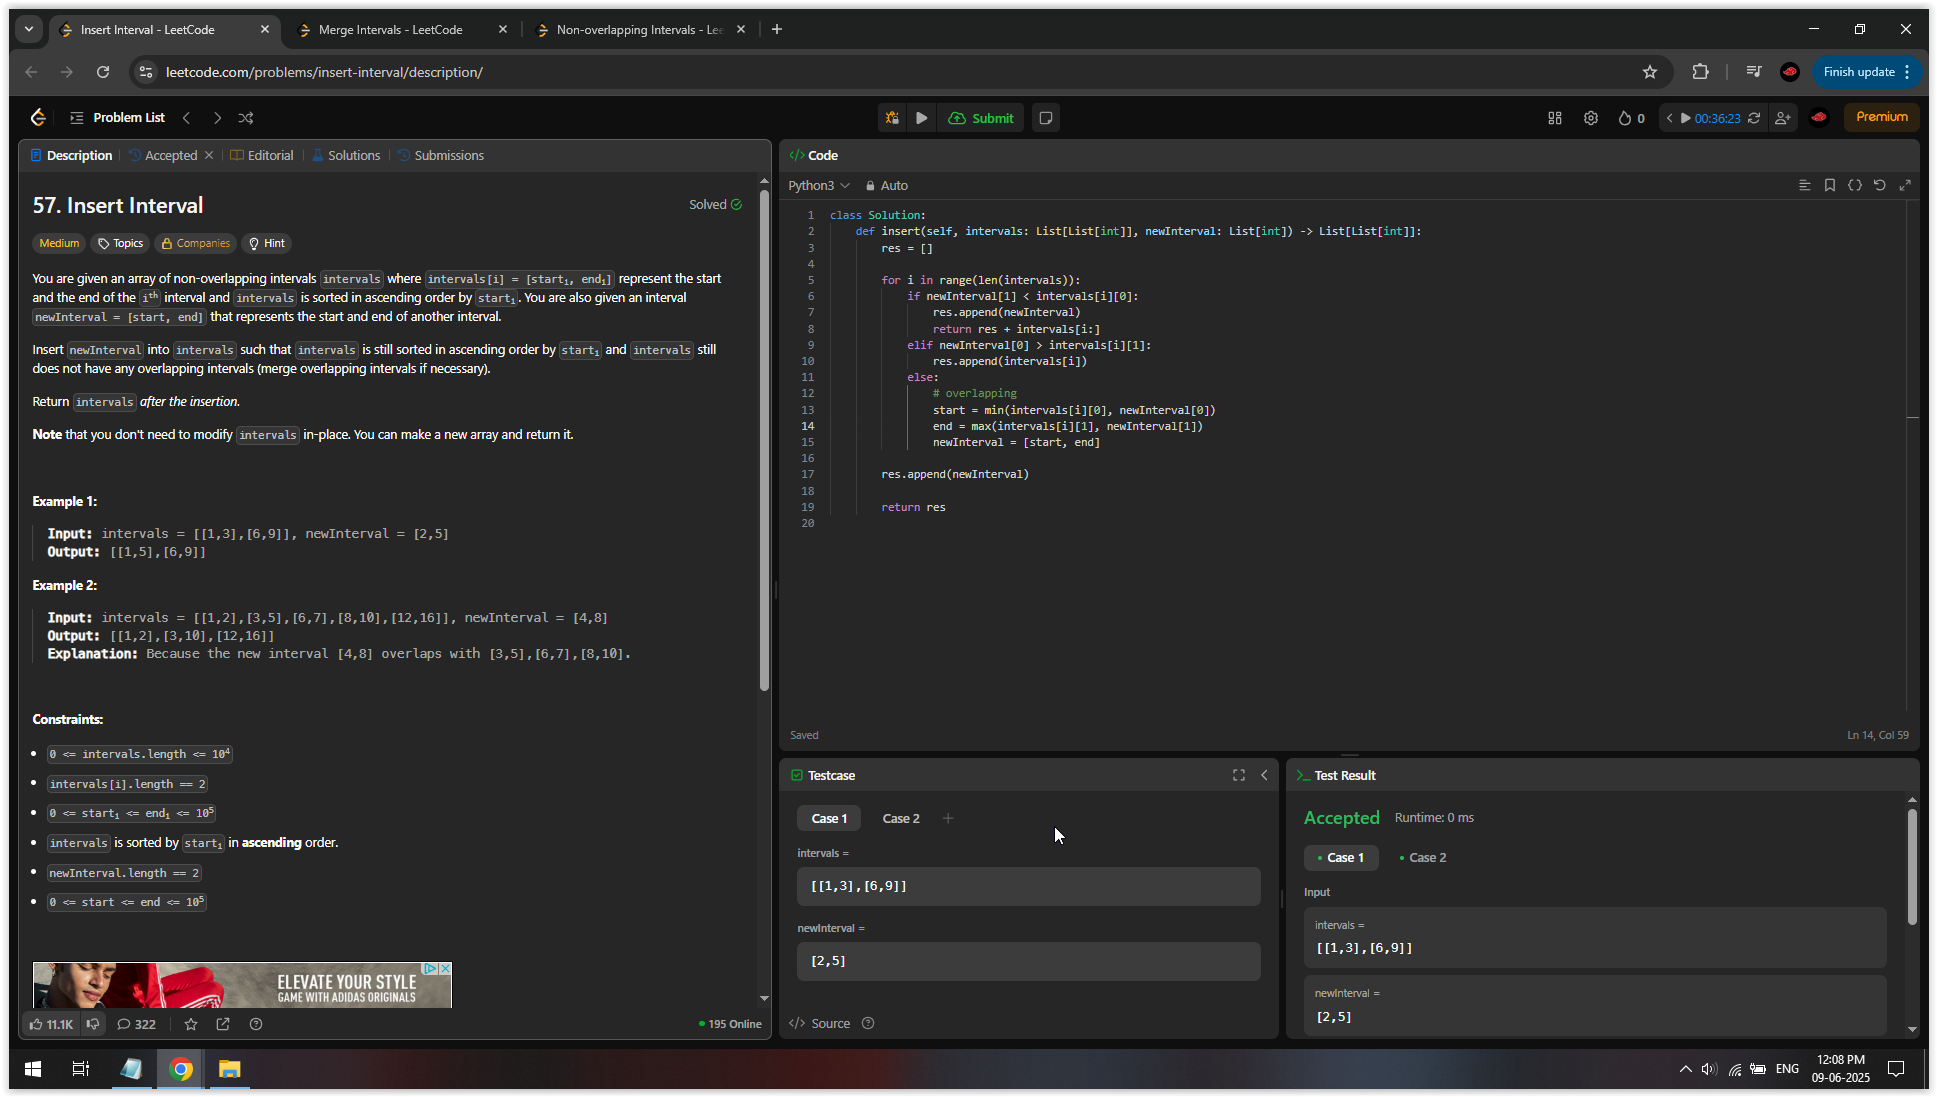 Insert Interval - LeetCode
Merge Intervals - LeetCode
Non-overlapping Intervals - Lee
leetcode.com/problems/insert-interval/description/
Finish update
Problem List
Submit
0
00:36:23
Premium
Description
Accepted
Editorial
Solutions
Submissions
57. Insert Interval
Solved
Medium
Topics
Companies
Hint
You are given an array of non-overlapping intervals intervals where intervals[i] = [startᵢ, endᵢ] represent the start
and the end of the iᵗʰ interval and intervals is sorted in ascending order by startᵢ. You are also given an interval
newInterval = [start, end] that represents the start and end of another interval.
Insert newInterval into intervals such that intervals is still sorted in ascending order by startᵢ and intervals still
does not have any overlapping intervals (merge overlapping intervals if necessary).
Return intervals after the insertion.
Note that you don't need to modify intervals in-place. You can make a new array and return it.
Example 1:
Input: intervals = [[1,3],[6,9]], newInterval = [2,5]
Output: [[1,5],[6,9]]
Example 2:
Input: intervals = [[1,2],[3,5],[6,7],[8,10],[12,16]], newInterval = [4,8]
Output: [[1,2],[3,10],[12,16]]
Explanation: Because the new interval [4,8] overlaps with [3,5],[6,7],[8,10].
Constraints:
• 0 <= intervals.length <= 10⁴
• intervals[i].length == 2
• 0 <= startᵢ <= endᵢ <= 10⁵
• intervals is sorted by startᵢ in ascending order.
• newInterval.length == 2
• 0 <= start <= end <= 10⁵
ELEVATE YOUR STYLE
GAME WITH ADIDAS ORIGINALS
11.1K
322
195 Online
Code
Python3
Auto
1 class Solution:
2     def insert(self, intervals: List[List[int]], newInterval: List[int]) -> List[List[int]]:
3         res = []
4
5         for i in range(len(intervals)):
6             if newInterval[1] < intervals[i][0]:
7                 res.append(newInterval)
8                 return res + intervals[i:]
9             elif newInterval[0] > intervals[i][1]:
10                 res.append(intervals[i])
11             else:
12                 # overlapping
13                 start = min(intervals[i][0], newInterval[0])
14                 end = max(intervals[i][1], newInterval[1])
15                 newInterval = [start, end]
16
17         res.append(newInterval)
18
19         return res
20
Saved
Ln 14, Col 59
Testcase
Case 1
Case 2
intervals =
[[1,3],[6,9]]
newInterval =
[2,5]
Source
Test Result
Accepted
Runtime: 0 ms
Case 1
Case 2
Input
intervals =
[[1,3],[6,9]]
newInterval =
[2,5]
ENG
12:08 PM
09-06-2025